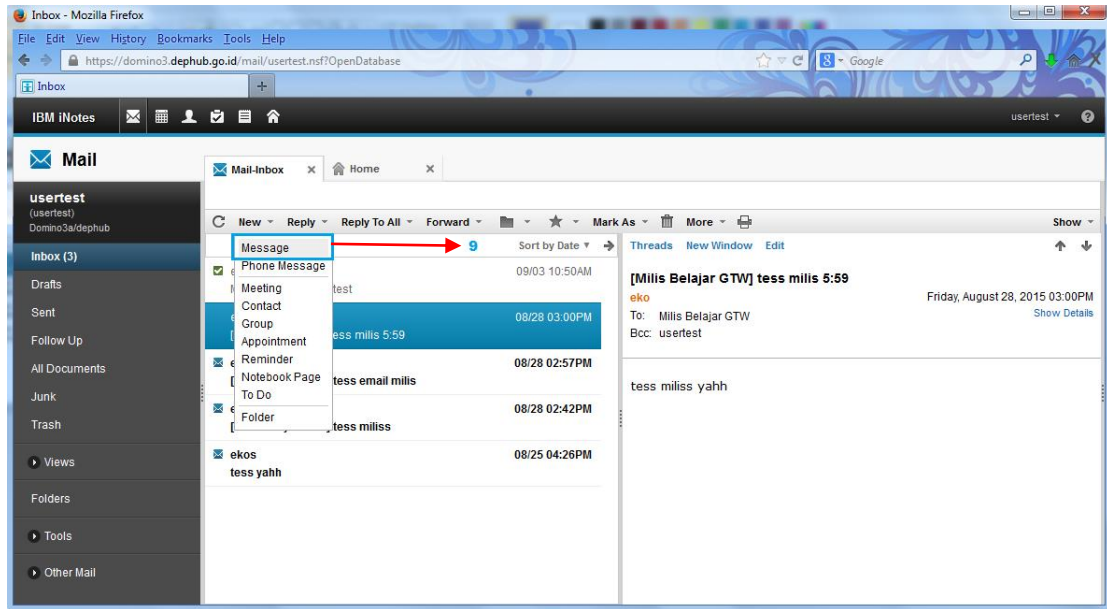 Inbox - Mozilla Firefox
File Edit View History Bookmarks Tools Help
https://domino3.dephub.go.id/mail/usertest.nsf?OpenDatabase
8 Google
Inbox
IBM iNotes
usertest
Mail
Mail-Inbox
Home
usertest
(usertest)
Domino3a/dephub
New Reply Reply To All Forward Mark As More Show
Inbox (3)
Drafts
Sent
Follow Up
All Documents
Junk
Trash
Views
Folders
Tools
Other Mail
Message
Phone Message
Meeting
Contact
Group
Appointment
Reminder
Notebook Page
To Do
Folder
9
Sort by Date
09/03 10:50AM
test
08/28 03:00PM
ess milis 5:59
08/28 02:57PM
tess email milis
08/28 02:42PM
tess miliss
ekos 08/25 04:26PM
tess yahh
Threads New Window Edit
[Milis Belajar GTW] tess milis 5:59
eko
Friday, August 28, 2015 03:00PM
To: Milis Belajar GTW
Show Details
Bcc: usertest
tess miliss yahh